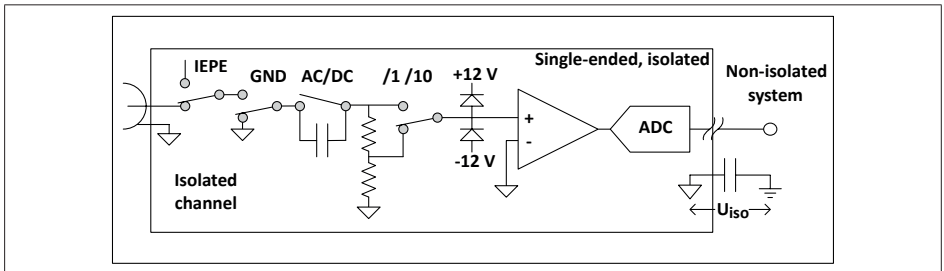 IEPE
GND
AC/DC
/1 /10
+12 V
-12 V
Single-ended, isolated
Non-isolated
system
+
-
ADC
Isolated
channel
Uiso